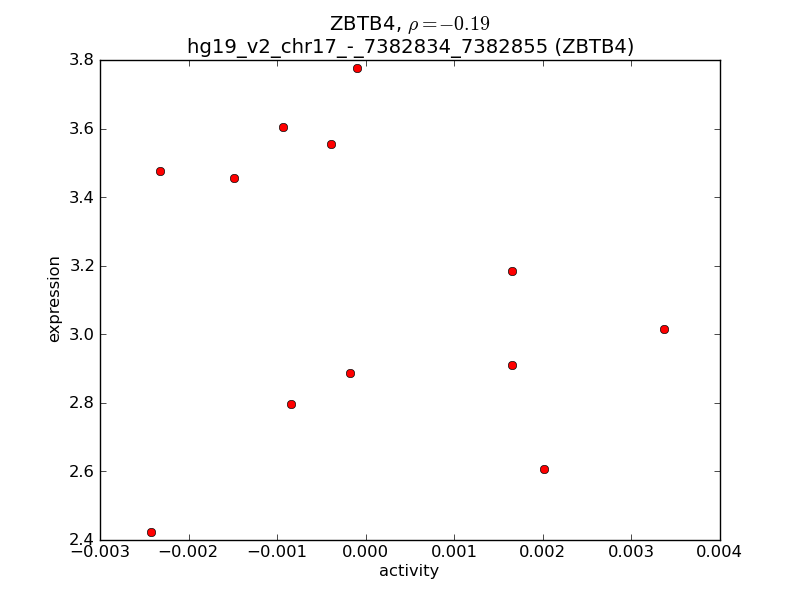 ZBTB4, ρ = −0.19
hg19_v2_chr17_-_7382834_7382855 (ZBTB4)
3.8
3.6
3.4
3.2
3.0
2.8
2.6
2.4
expression
−0.003 −0.002 −0.001 0.000 0.001 0.002 0.003 0.004
activity